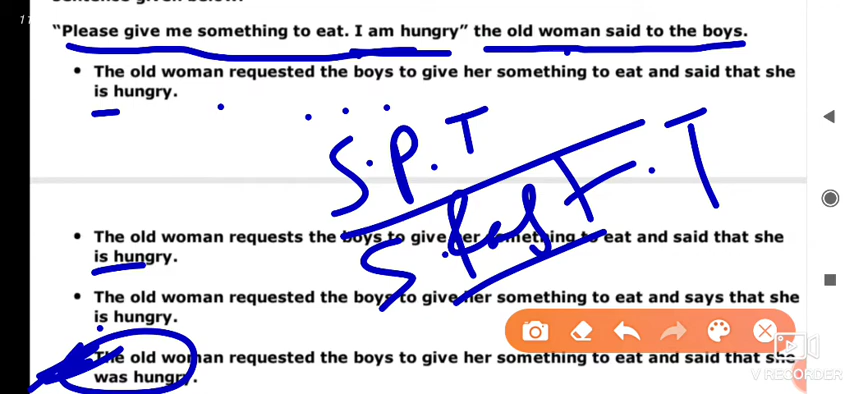 "Please give me something to eat. I am hungry" the old woman said to the boys.
• The old woman requested the boys to give her something to eat and said that she
is hungry.
S.P.T
F.T
• The old woman requests the boys to give her something to eat and said that she
is hungry.
• The old woman requested the boys to give her something to eat and says that she
is hungry.
The old woman requested the boys to give her something to eat and said that she
was hungry.
V RECORDER